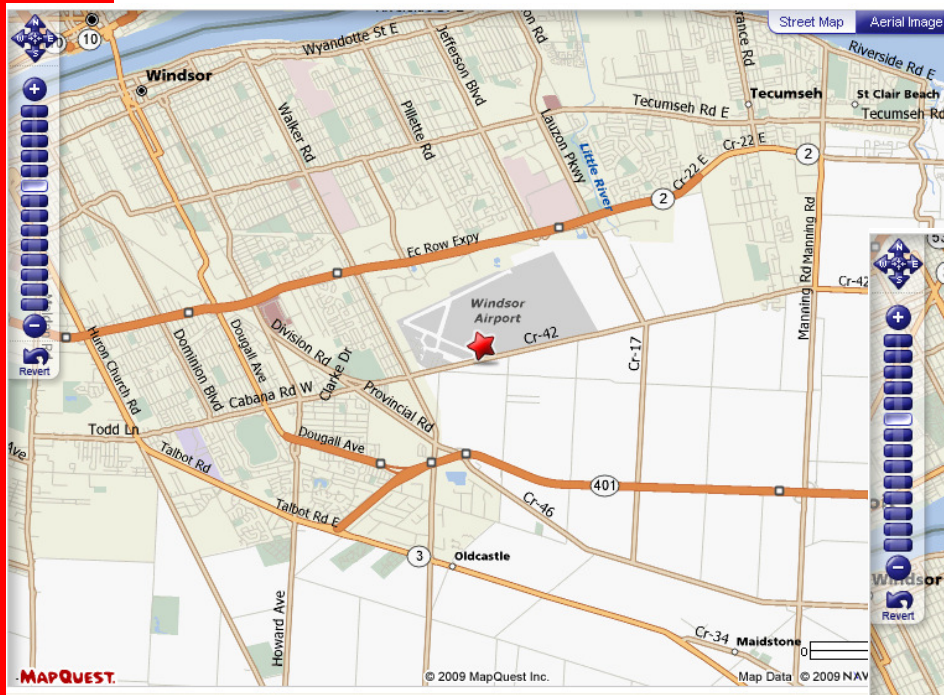 Street Map
Aerial Image
N
W E
S
10
Wyandotte St E
Riverside Dr E
Jefferson Blvd
Riverside Rd E
Windsor
Tecumseh
St Clair Beach
Tecumseh Rd E
Tecumseh Rd
Walker Rd
Pillette Rd
Lauzon Pkwy
Little River
Cr-22 E
Cr-22 E
2
2
Ec Row Expy
Manning Rd
Manning Rd
Windsor
Airport
Cr-42
Cr-42
Cr-17
Huron Church Rd
Dominion Blvd
Dougall Ave
Division Rd
Clarke Dr
Cabana Rd W
Provincial Rd
Todd Ln
Talbot Rd
Dougall Ave
Talbot Rd E
401
Cr-46
3
Oldcastle
Howard Ave
Cr-34
Maidstone
0
Revert
N
W E
S
Windsor
Revert
MAPQUEST.
© 2009 MapQuest Inc.
Map Data © 2009 NAV